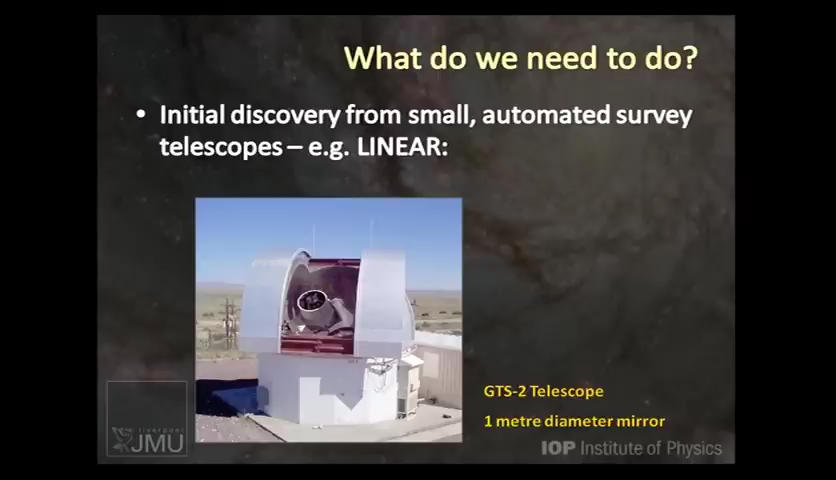 What do we need to do?
• Initial discovery from small, automated survey
telescopes – e.g. LINEAR:
GTS-2 Telescope
1 metre diameter mirror
liverpool
JMU
IOP Institute of Physics